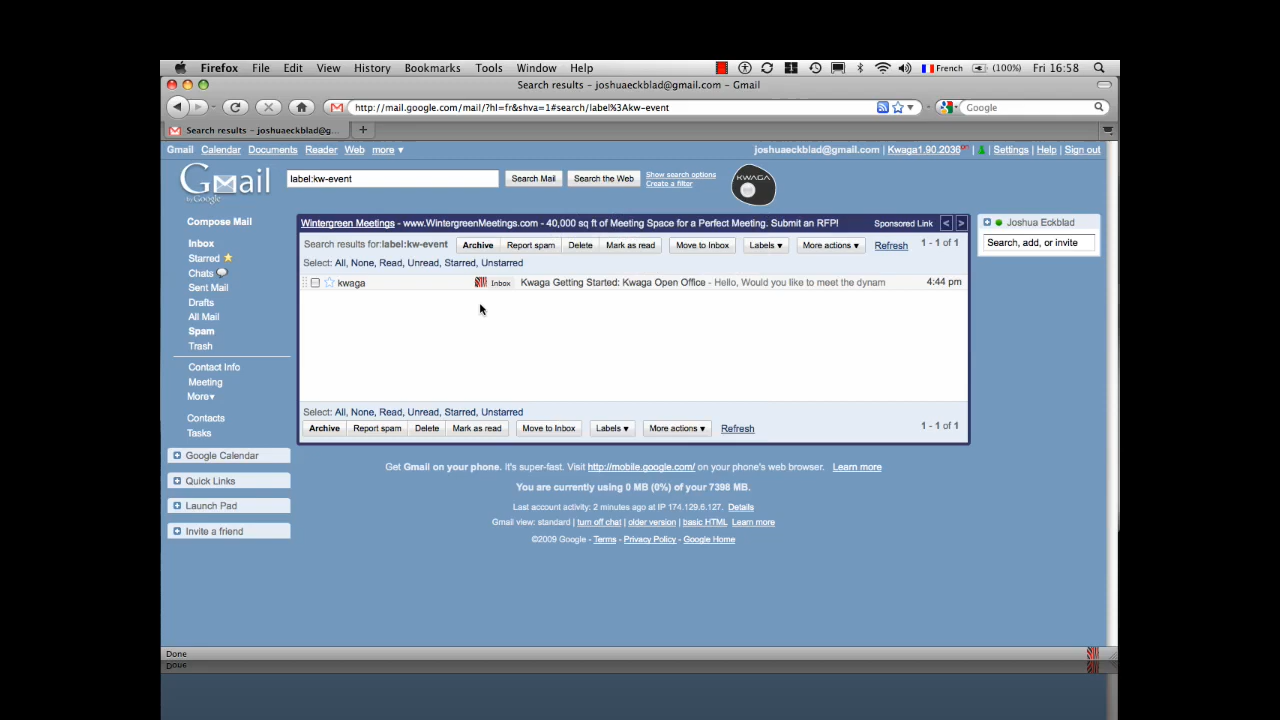 Firefox File Edit View History Bookmarks Tools Window Help French (100%) Fri 16:58
Search results - joshuaeckblad@gmail.com - Gmail
http://mail.google.com/mail/?hl=fr&shva=1#search/label%3Akw-event Google
Search results - joshuaeckblad@g...
Gmail Calendar Documents Reader Web more ▾ joshuaeckblad@gmail.com | Kwaga1.90.2036 | Settings | Help | Sign out
Gmail
by Google
label:kw-event Search Mail Search the Web Show search options
Create a filter
KWAGA
Compose Mail
Inbox
Starred
Chats
Sent Mail
Drafts
All Mail
Spam
Trash
Contact Info
Meeting
More▾
Contacts
Tasks
Google Calendar
Quick Links
Launch Pad
Invite a friend
Wintergreen Meetings - www.WintergreenMeetings.com - 40,000 sq ft of Meeting Space for a Perfect Meeting. Submit an RFP! Sponsored Link < >
Search results for:label:kw-event Archive Report spam Delete Mark as read Move to Inbox Labels ▾ More actions ▾ Refresh 1 - 1 of 1
Select: All, None, Read, Unread, Starred, Unstarred
kwaga Inbox Kwaga Getting Started: Kwaga Open Office - Hello, Would you like to meet the dynam 4:44 pm
Select: All, None, Read, Unread, Starred, Unstarred
Archive Report spam Delete Mark as read Move to Inbox Labels ▾ More actions ▾ Refresh 1 - 1 of 1
Joshua Eckblad
Search, add, or invite
Get Gmail on your phone. It's super-fast. Visit http://mobile.google.com/ on your phone's web browser. Learn more
You are currently using 0 MB (0%) of your 7398 MB.
Last account activity: 2 minutes ago at IP 174.129.6.127. Details
Gmail view: standard | turn off chat | older version | basic HTML Learn more
©2009 Google - Terms - Privacy Policy - Google Home
Done
Done